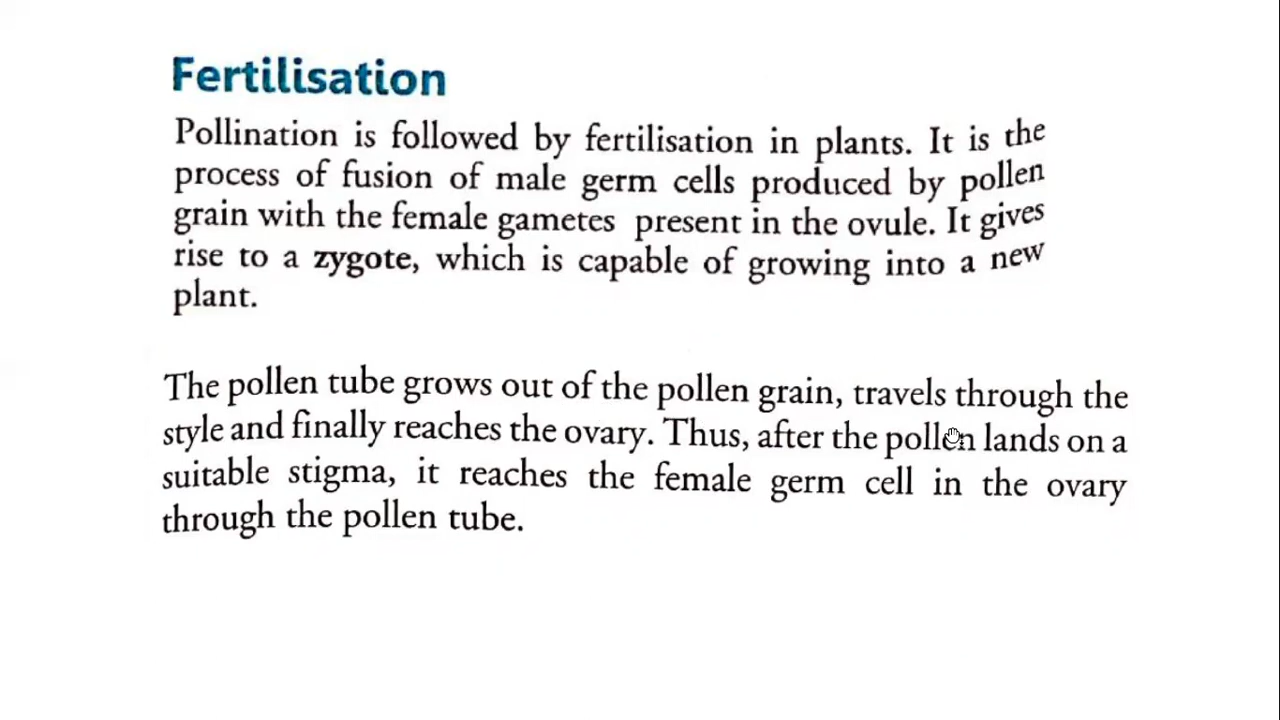 Fertilisation
Pollination is followed by fertilisation in plants. It is the
process of fusion of male germ cells produced by pollen
grain with the female gametes present in the ovule. It gives
rise to a zygote, which is capable of growing into a new
plant.
The pollen tube grows out of the pollen grain, travels through the
style and finally reaches the ovary. Thus, after the pollen lands on a
suitable stigma, it reaches the female germ cell in the ovary
through the pollen tube.